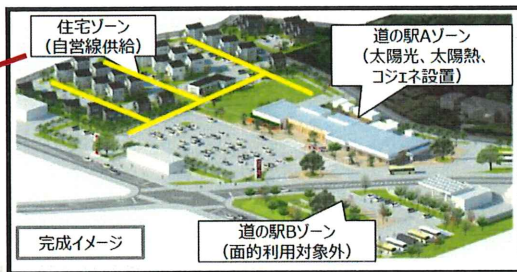 住宅ゾーン
（自営線供給）
道の駅Aゾーン
（太陽光、太陽熱、
コジェネ設置）
道の駅Bゾーン
（面的利用対象外）
完成イメージ